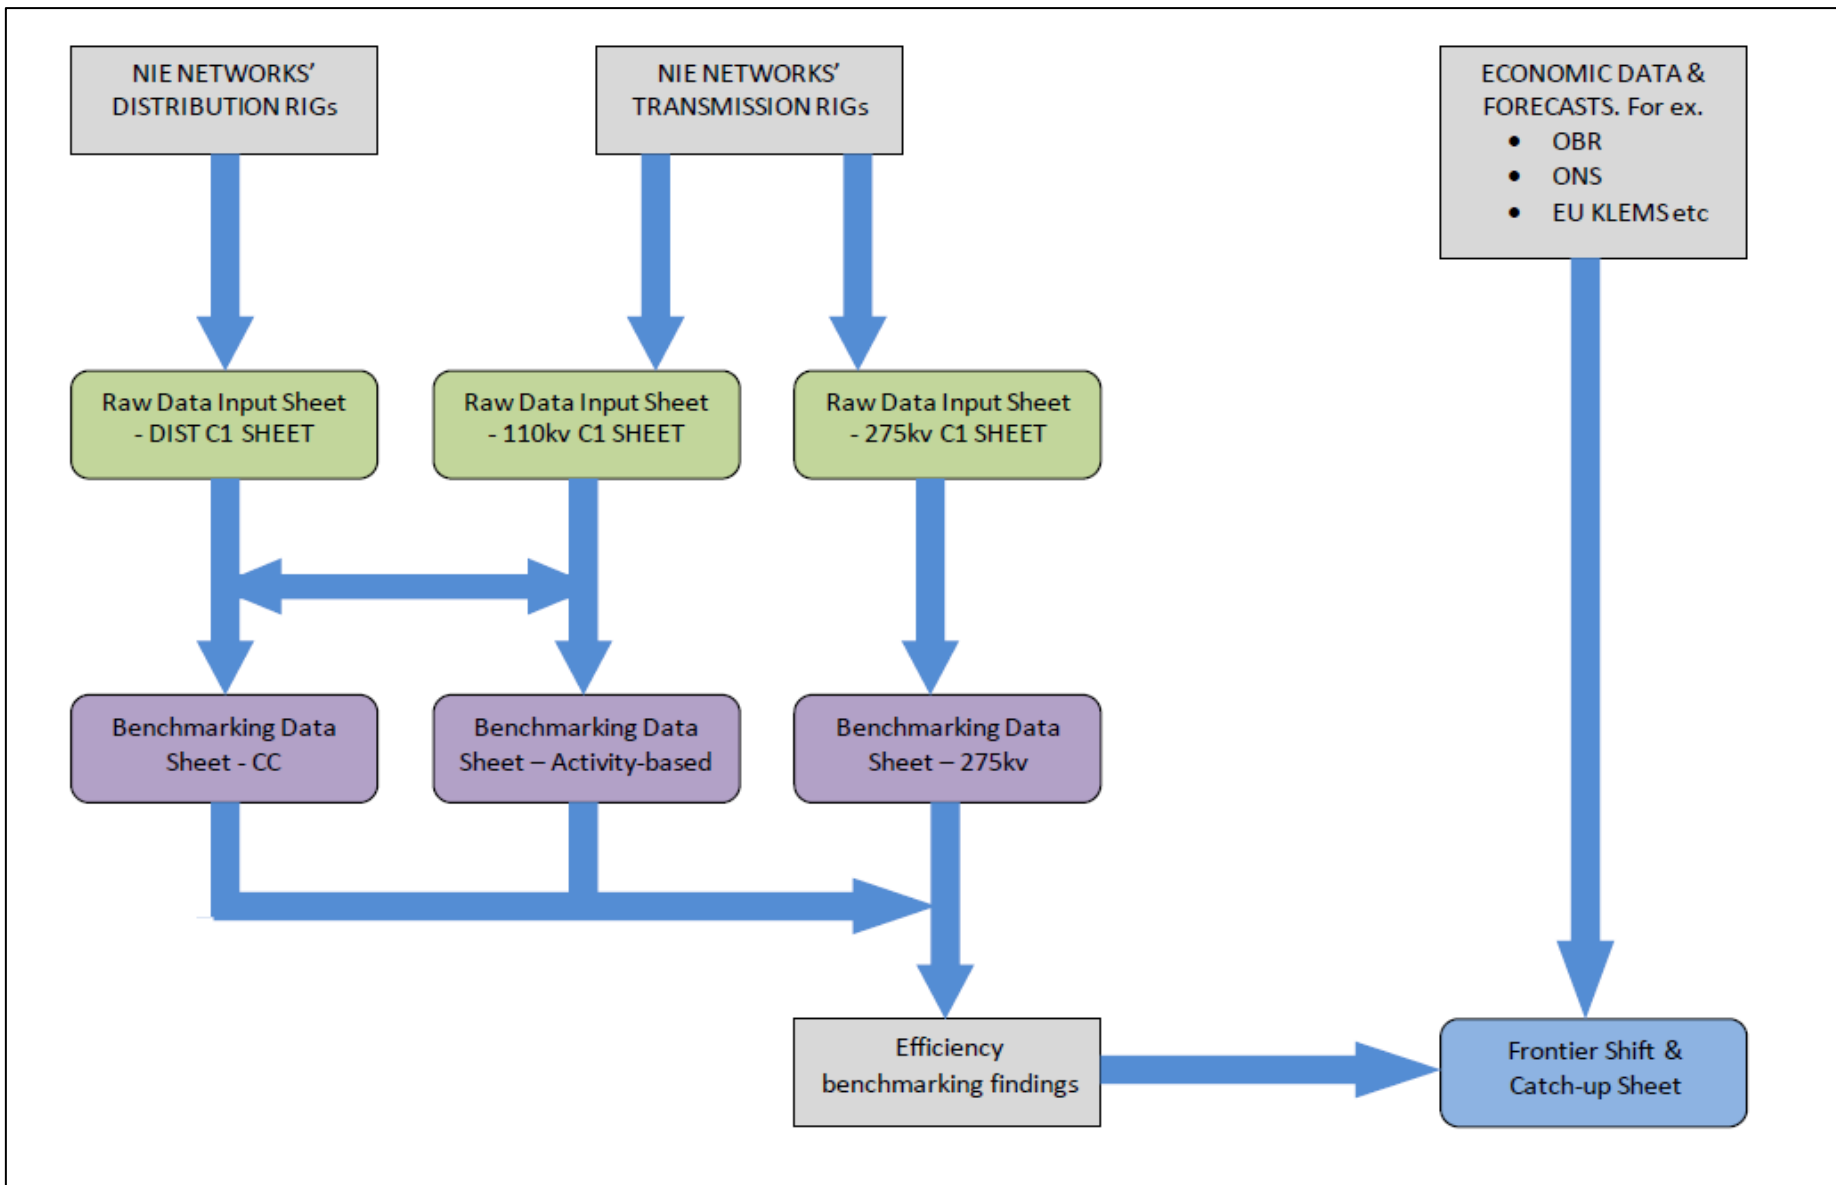 NIE NETWORKS’
DISTRIBUTION RIGs
NIE NETWORKS’
TRANSMISSION RIGs
ECONOMIC DATA &
FORECASTS. For ex.
• OBR
• ONS
• EU KLEMS etc
Raw Data Input Sheet
- DIST C1 SHEET
Raw Data Input Sheet
- 110kv C1 SHEET
Raw Data Input Sheet
- 275kv C1 SHEET
Benchmarking Data
Sheet - CC
Benchmarking Data
Sheet – Activity-based
Benchmarking Data
Sheet – 275kv
Efficiency
benchmarking findings
Frontier Shift &
Catch-up Sheet